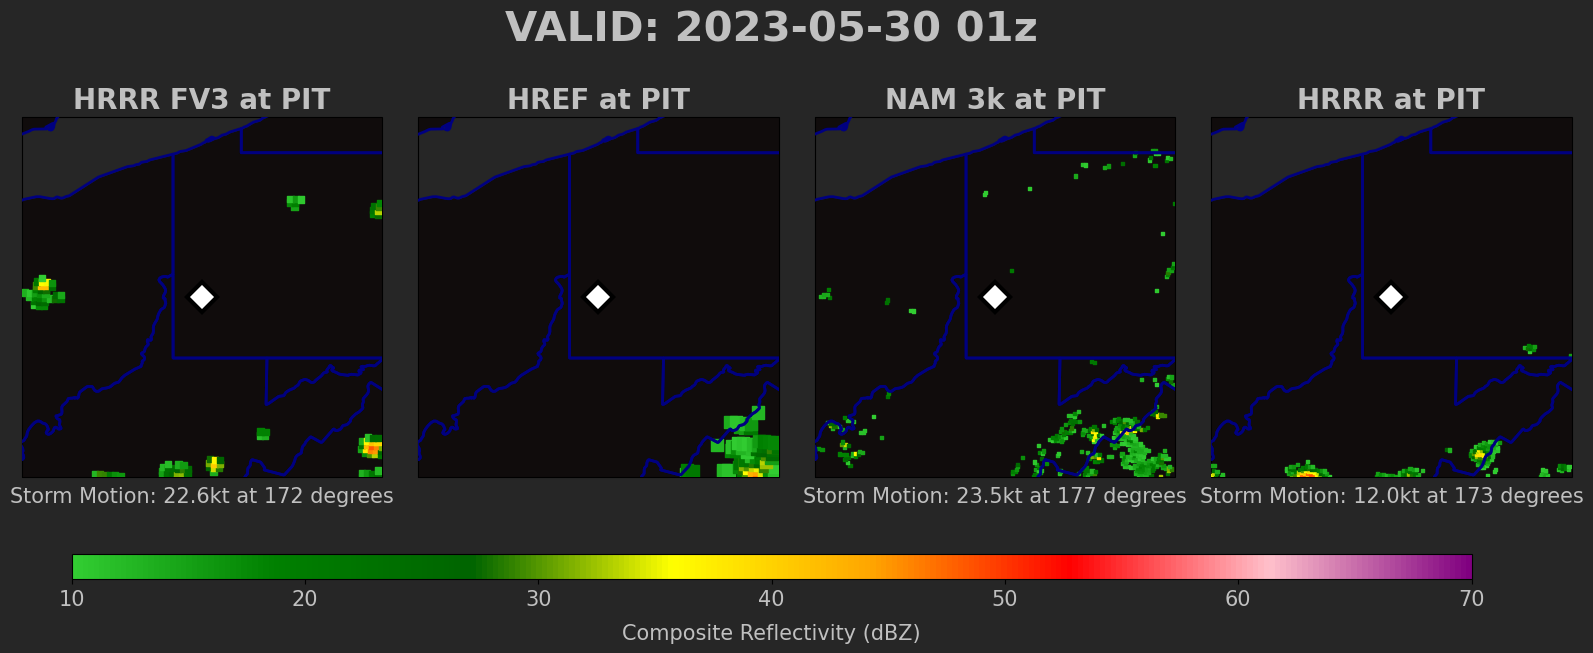 VALID: 2023-05-30 01z
HRRR FV3 at PIT
HREF at PIT
NAM 3k at PIT
HRRR at PIT
Storm Motion: 22.6kt at 172 degrees
Storm Motion: 23.5kt at 177 degrees
Storm Motion: 12.0kt at 173 degrees
10 20 30 40 50 60 70
Composite Reflectivity (dBZ)